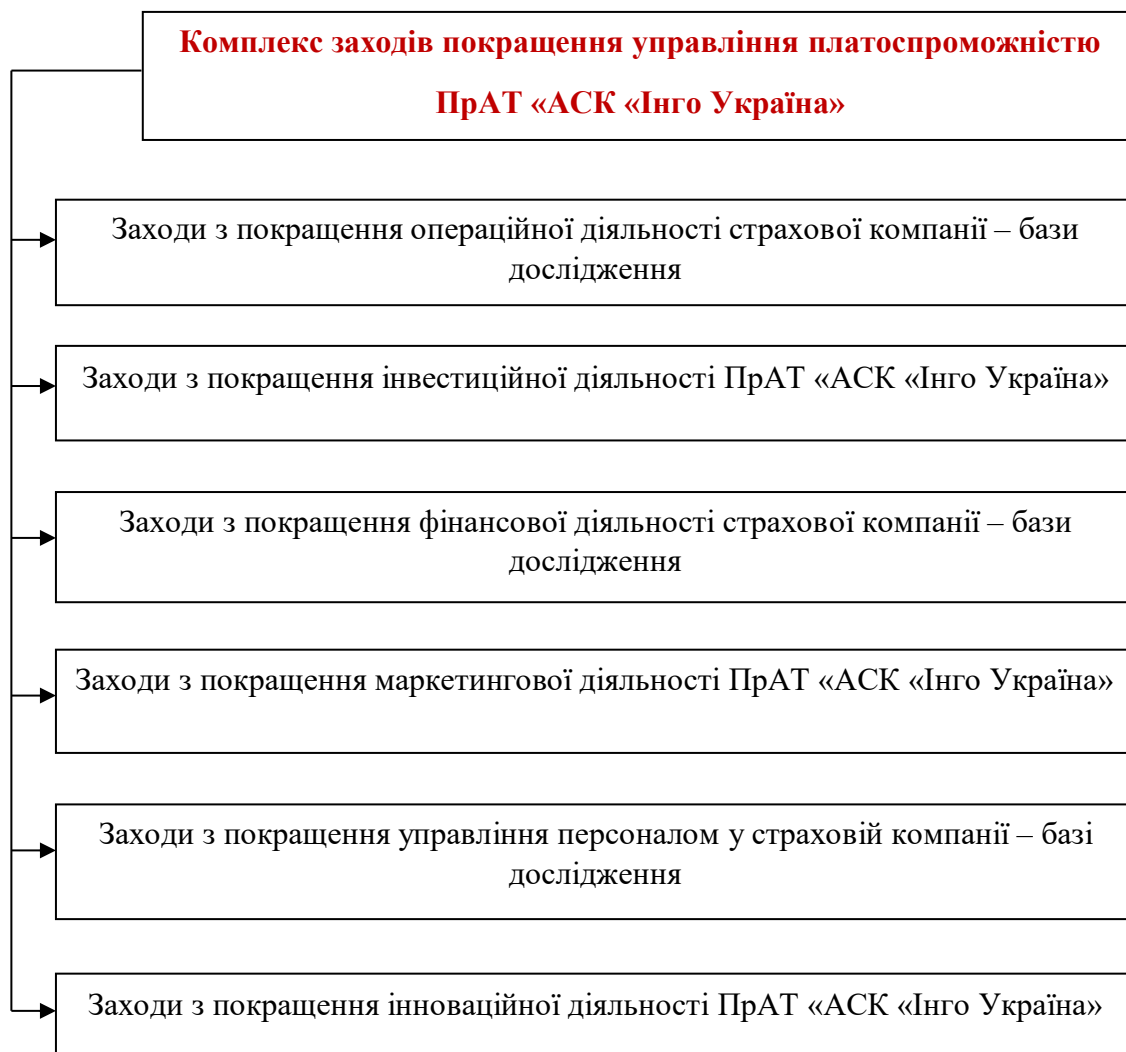 Комплекс заходів покращення управління платоспроможністю
ПрАТ «АСК «Інго Україна»
Заходи з покращення операційної діяльності страхової компанії – бази
дослідження
Заходи з покращення інвестиційної діяльності ПрАТ «АСК «Інго Україна»
Заходи з покращення фінансової діяльності страхової компанії – бази
дослідження
Заходи з покращення маркетингової діяльності ПрАТ «АСК «Інго Україна»
Заходи з покращення управління персоналом у страховій компанії – базі
дослідження
Заходи з покращення інноваційної діяльності ПрАТ «АСК «Інго Україна»